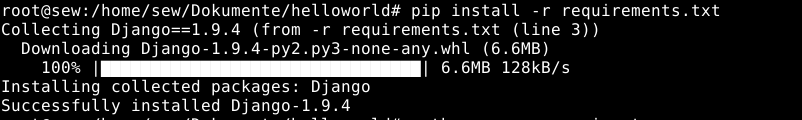 root@sew:/home/sew/Dokumente/helloworld# pip install -r requirements.txt
Collecting Django==1.9.4 (from -r requirements.txt (line 3))
  Downloading Django-1.9.4-py2.py3-none-any.whl (6.6MB)
    100% |████████████████████████████████| 6.6MB 128kB/s
Installing collected packages: Django
Successfully installed Django-1.9.4